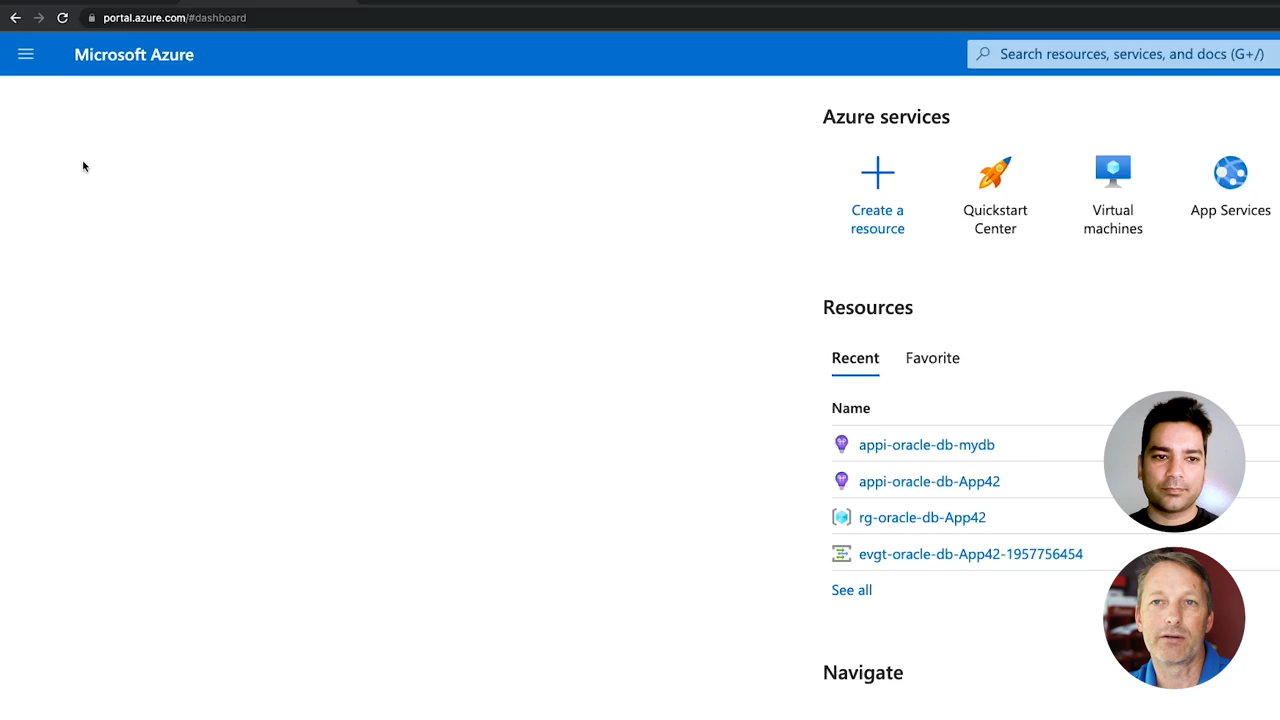 portal.azure.com/#dashboard
Microsoft Azure
Search resources, services, and docs (G+/)
Azure services
Create a
resource
Quickstart
Center
Virtual
machines
App Services
Resources
Recent
Favorite
Name
appi-oracle-db-mydb
appi-oracle-db-App42
rg-oracle-db-App42
evgt-oracle-db-App42-1957756454
See all
Navigate